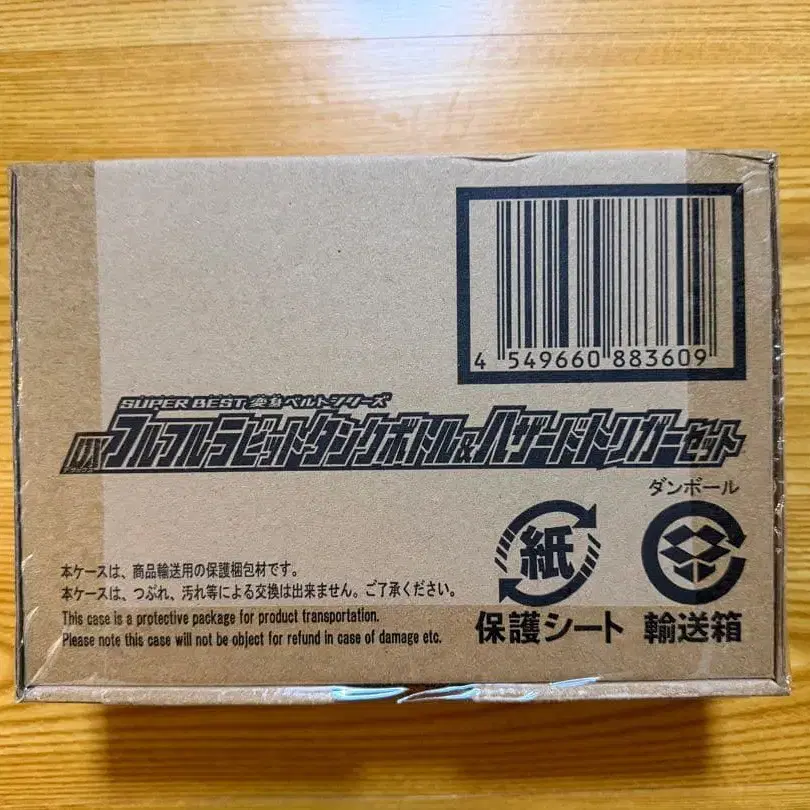 4 549660 883609
SUPER BEST 変身ベルトシリーズ
DX フルフルラビットタンクボトル&ハザードトリガーセット
ダンボール
紙
保護シート 輸送箱
本ケースは、商品輸送用の保護梱包材です。
本ケースは、つぶれ、汚れ等による交換は出来ません。ご了承ください。
This case is a protective package for product transportation.
Please note this case will not be object for refund in case of damage etc.